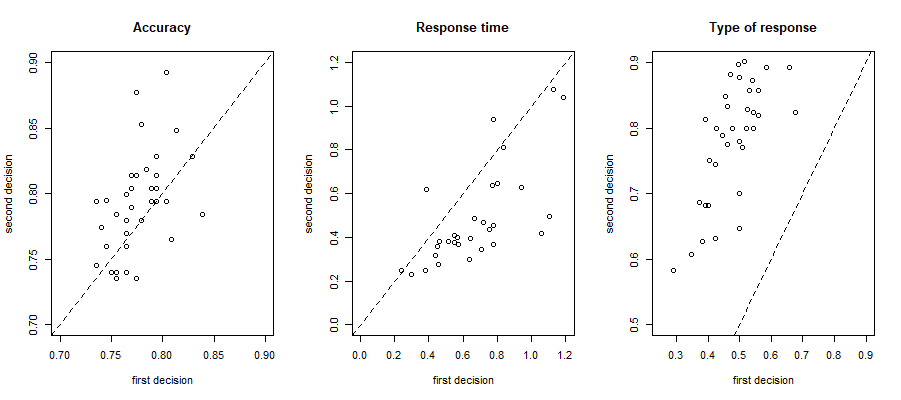 Accuracy
Response time
Type of response
second decision
0.70 0.75 0.80 0.85 0.90
0.70 0.75 0.80 0.85 0.90
first decision
second decision
0.0 0.2 0.4 0.6 0.8 1.0 1.2
0.0 0.2 0.4 0.6 0.8 1.0 1.2
first decision
second decision
0.5 0.6 0.7 0.8 0.9
0.3 0.4 0.5 0.6 0.7 0.8 0.9
first decision